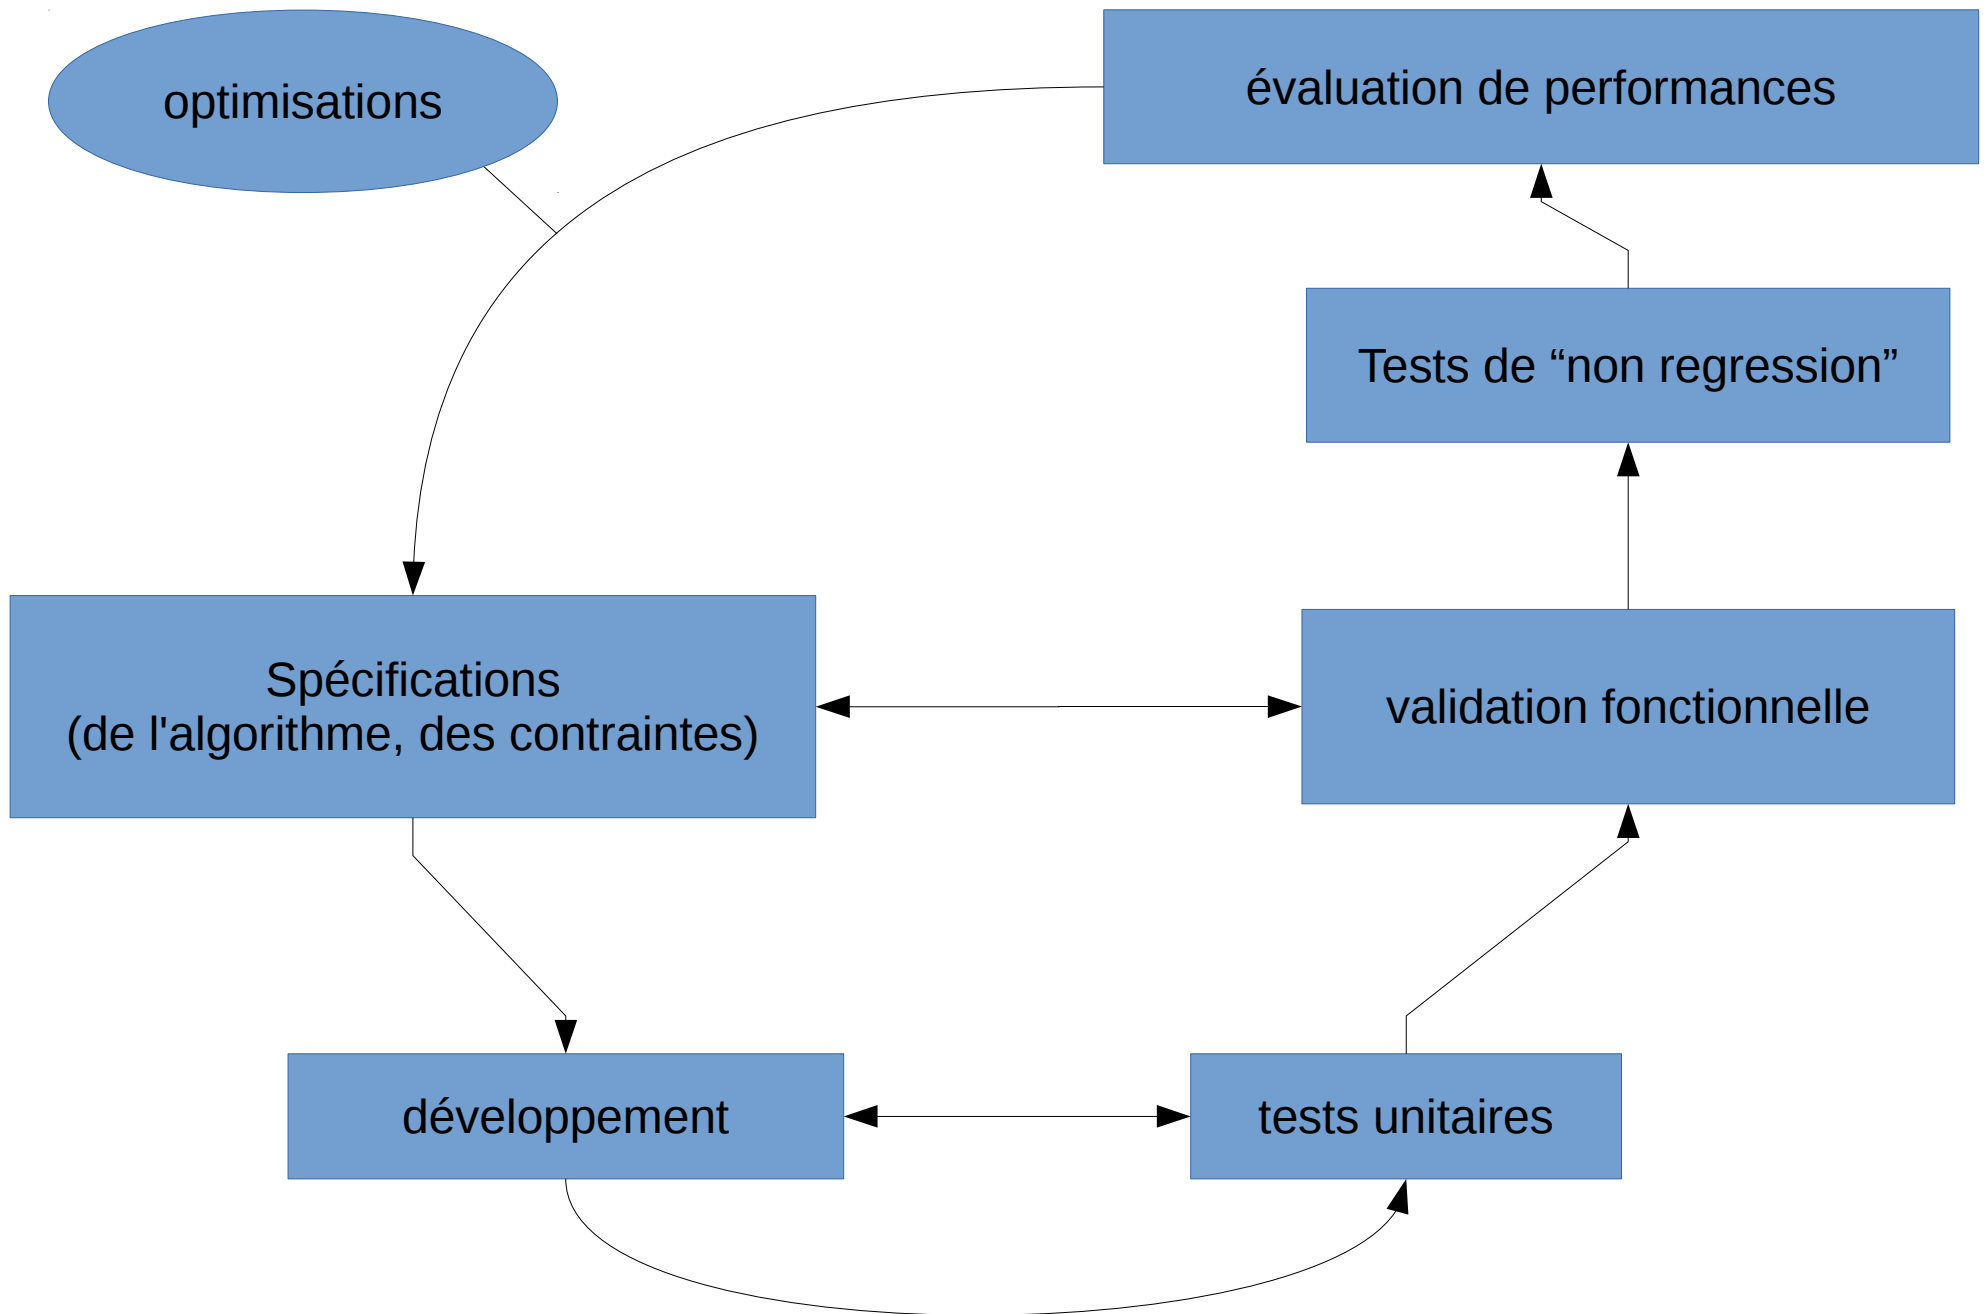 optimisations
évaluation de performances
Tests de “non regression”
Spécifications
(de l'algorithme, des contraintes)
validation fonctionnelle
développement
tests unitaires